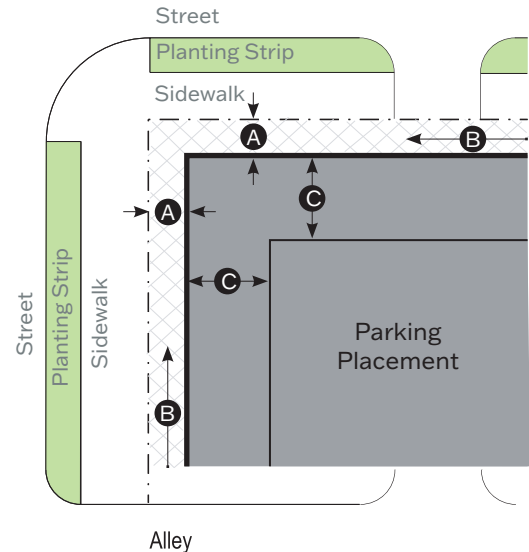 Street
Planting Strip
Sidewalk
A
B
A
C
C
Parking
Placement
B
Street
Planting Strip
Sidewalk
Alley